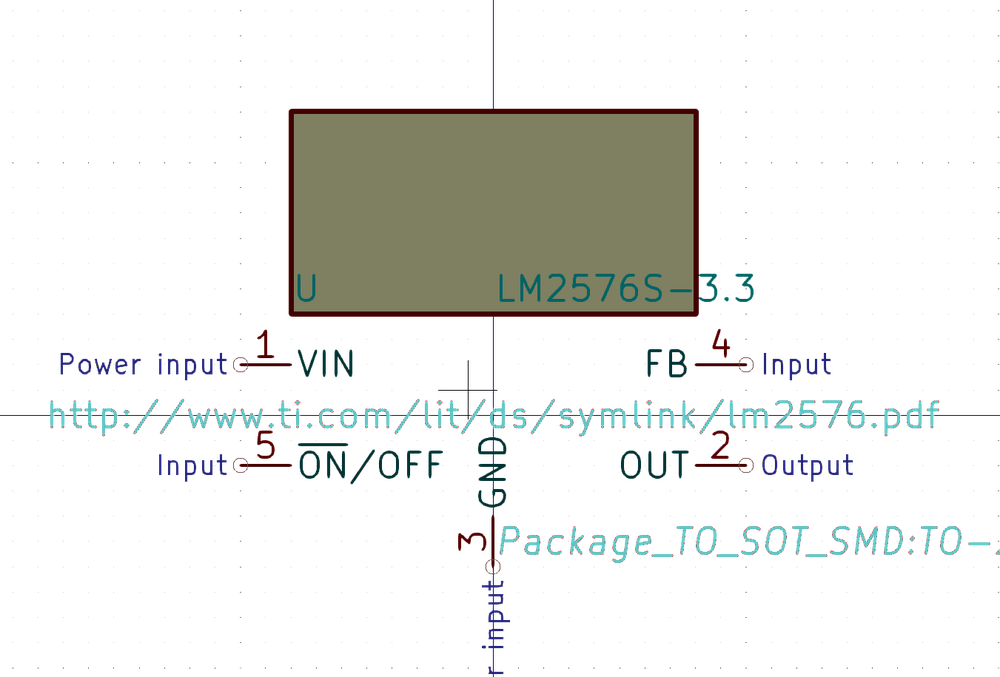 U LM2576S-3.3
1 4
Power input VIN FB Input
http://www.ti.com/lit/ds/symlink/lm2576.pdf
5 2
Input ON/OFF OUT Output
GND
3 Package_TO_SOT_SMD:TO-
input